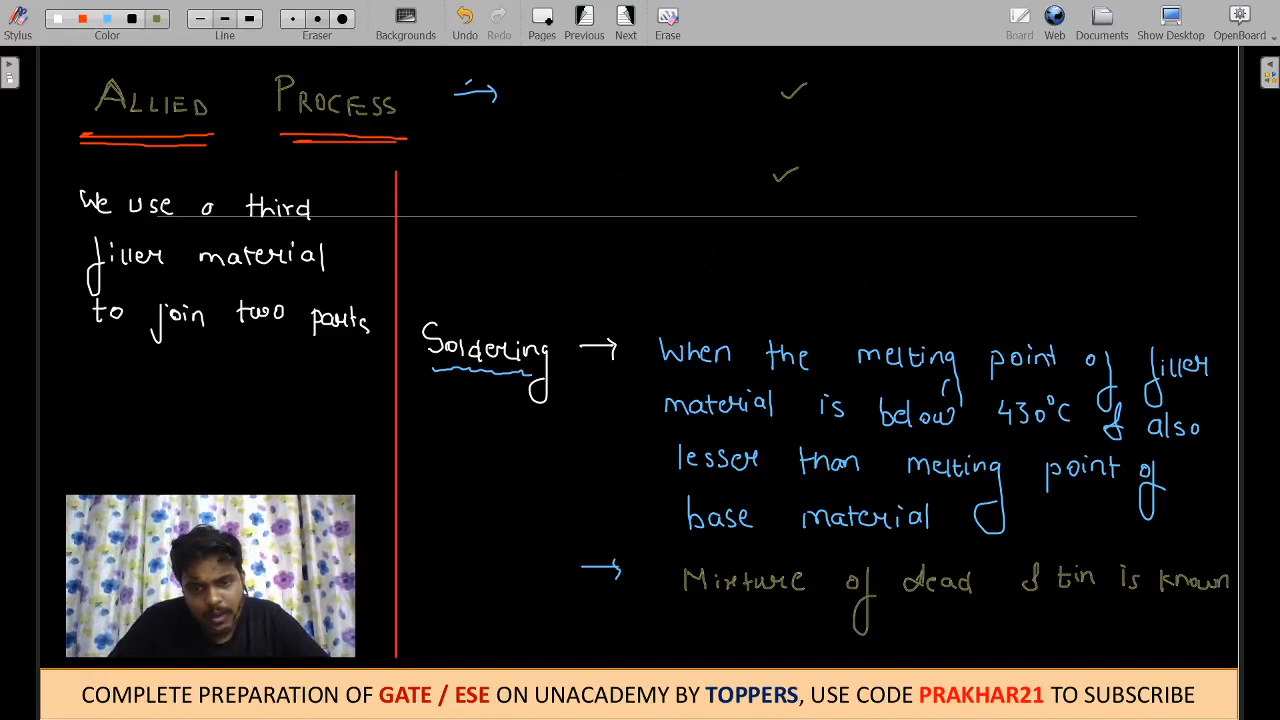 Stylus Color Line Eraser Backgrounds Undo Redo Pages Previous Next Erase Board Web Documents Show Desktop OpenBoard
ALLIED PROCESS →
We use a third
filler material
to join two parts
Soldering → When the melting point of filler
material is below 430°C & also
lesser than melting point of
base material
→ Mixture of dead & tin is known
COMPLETE PREPARATION OF GATE / ESE ON UNACADEMY BY TOPPERS, USE CODE PRAKHAR21 TO SUBSCRIBE